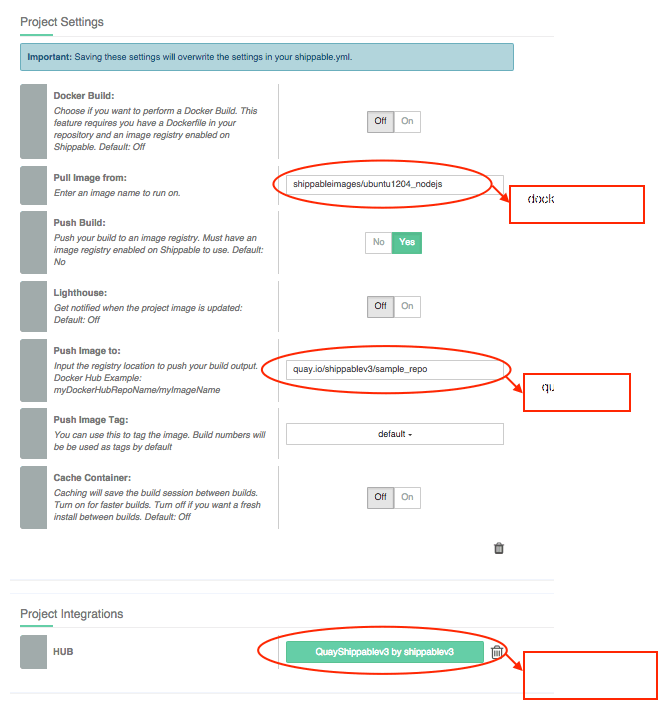 Project Settings
Important: Saving these settings will overwrite the settings in your shippable.yml.
Docker Build:
Choose if you want to perform a Docker Build. This
feature requires you have a Dockerfile in your
repository and an image registry enabled on
Shippable. Default: Off
Off On
Pull Image from:
Enter an image name to run on.
shippableimages/ubuntu1204_nodejs
dock
Push Build:
Push your build to an image registry. Must have an
image registry enabled on Shippable to use. Default:
No
No Yes
Lighthouse:
Get notified when the project image is updated:
Default: Off
Off On
Push Image to:
Input the registry location to push your build output.
Docker Hub Example:
myDockerHubRepoName/myImageName
quay.io/shippablev3/sample_repo
qu
Push Image Tag:
You can use this to tag the image. Build numbers will
be be used as tags by default
default
Cache Container:
Caching will save the build session between builds.
Turn on for faster builds. Turn off if you want a fresh
install between builds. Default: Off
Off On
Project Integrations
HUB
QuayShippablev3 by shippablev3